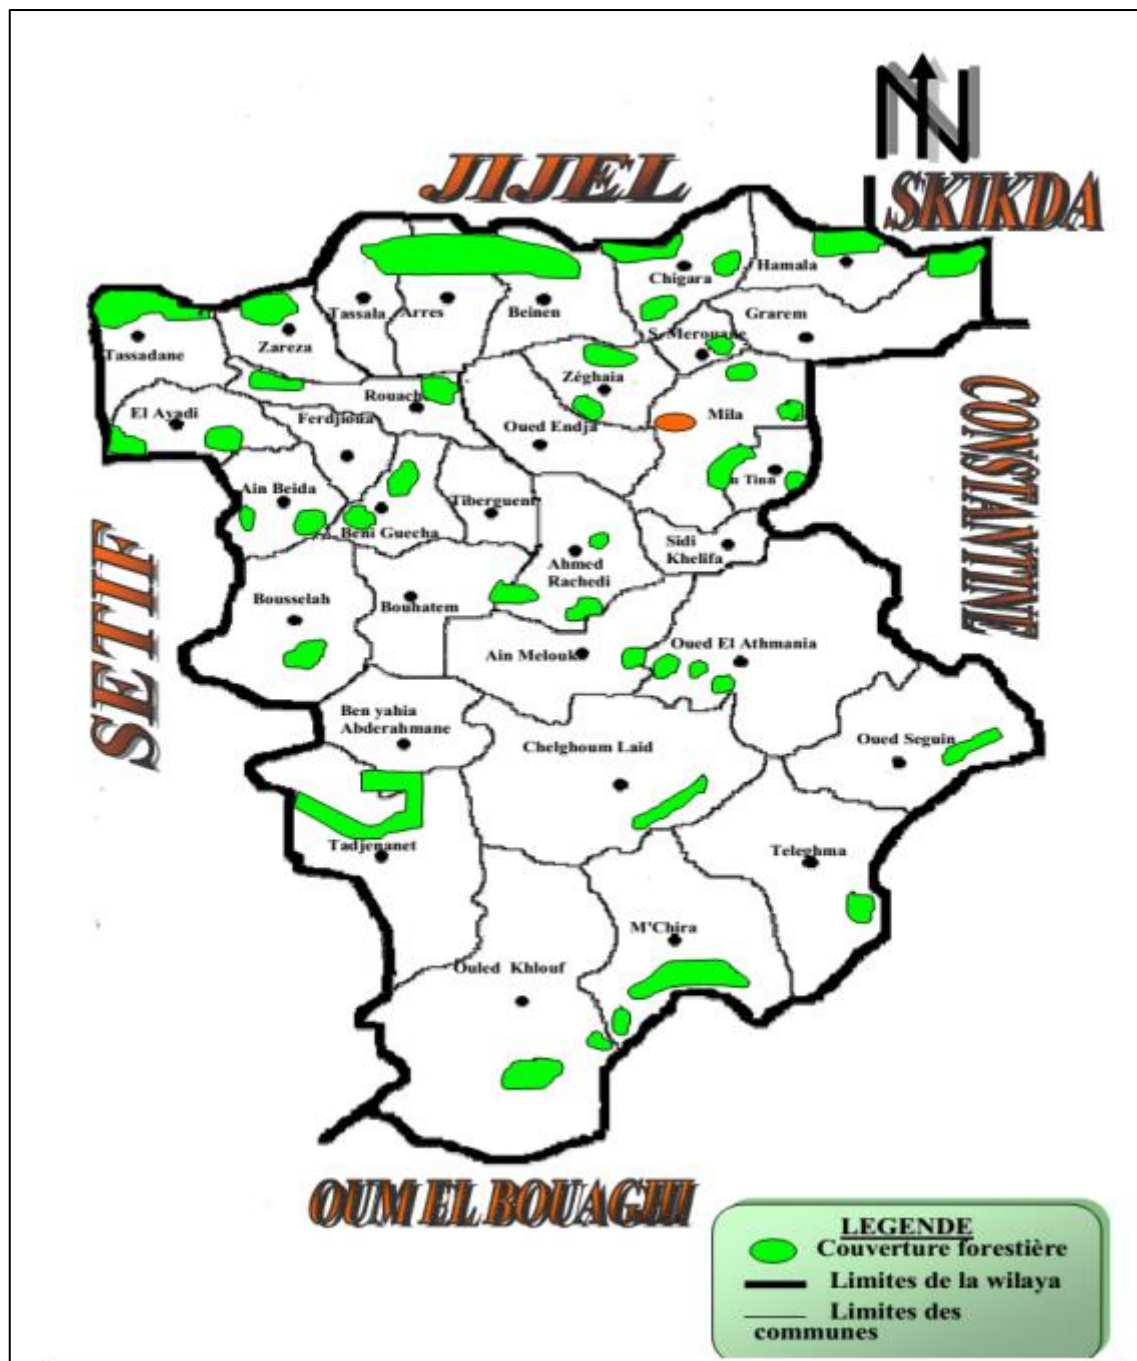 N
JIJEL
SKIKDA
Hamala
Chigara
Tassala
Arres
Beinen
Grarem
Zareza
S. Merouane
Tassadane
Zéghaia
Rouach
El Ayadi
Ferdjioua
Mila
Oued Endja
CONSTANTINE
n Tinn
Ain Beida
Tiberguent
Beni Guecha
SETIF
Sidi
Khelifa
Ahmed
Rachedi
Bousselah
Bouhatem
Oued El Athmania
Ain Melouk
Ben yahia
Abderahmane
Chelghoum Laid
Oued Seguin
Tadjenanet
Teleghma
M'Chira
Ouled Khlouf
OUM EL BOUAGHI
LEGENDE
Couverture forestière
Limites de la wilaya
Limites des
communes